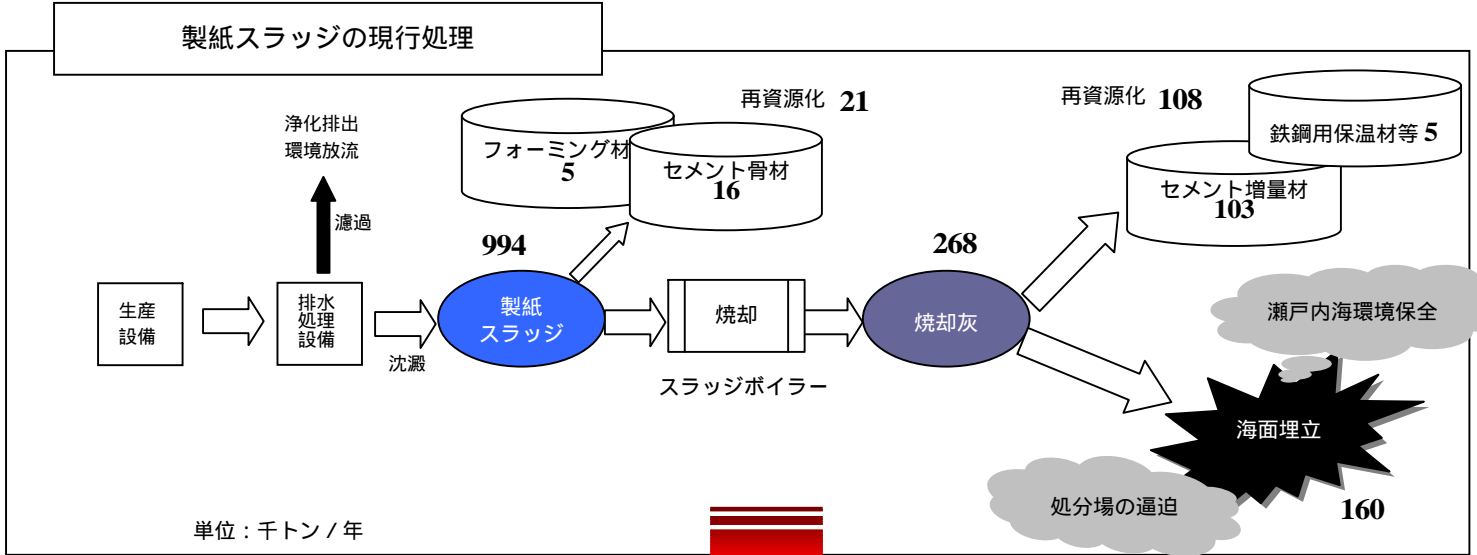 製紙スラッジの現行処理
浄化排出
環境放流
濾過
生産
設備
排水
処理
設備
沈澱
994
製紙
スラッジ
再資源化 21
フォーミング材
5
セメント骨材
16
焼却
スラッジボイラー
268
焼却灰
再資源化 108
鉄鋼用保温材等 5
セメント増量材
103
瀬戸内海環境保全
海面埋立
処分場の逼迫
160
単位:千トン / 年